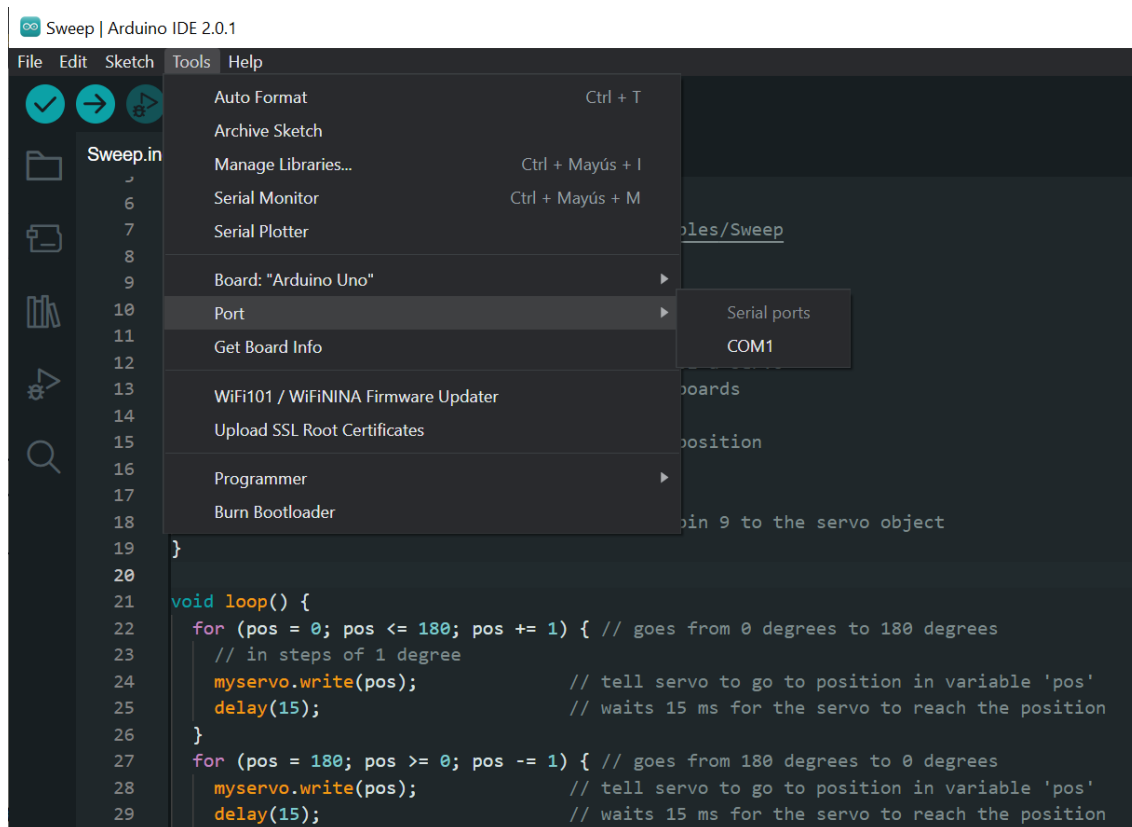 Sweep | Arduino IDE 2.0.1
File Edit Sketch Tools Help
Auto Format Ctrl + T
Archive Sketch
Manage Libraries... Ctrl + Mayús + I
Serial Monitor Ctrl + Mayús + M
Serial Plotter
Board: "Arduino Uno"
Port
Get Board Info
WiFi101 / WiFiNINA Firmware Updater
Upload SSL Root Certificates
Programmer
Burn Bootloader
Serial ports
COM1
Sweep.in
6
7 ples/Sweep
8
9
10
11
12
13 boards
14
15 position
16
17
18 pin 9 to the servo object
19 }
20
21 void loop() {
22 for (pos = 0; pos <= 180; pos += 1) { // goes from 0 degrees to 180 degrees
23 // in steps of 1 degree
24 myservo.write(pos); // tell servo to go to position in variable 'pos'
25 delay(15); // waits 15 ms for the servo to reach the position
26 }
27 for (pos = 180; pos >= 0; pos -= 1) { // goes from 180 degrees to 0 degrees
28 myservo.write(pos); // tell servo to go to position in variable 'pos'
29 delay(15); // waits 15 ms for the servo to reach the position